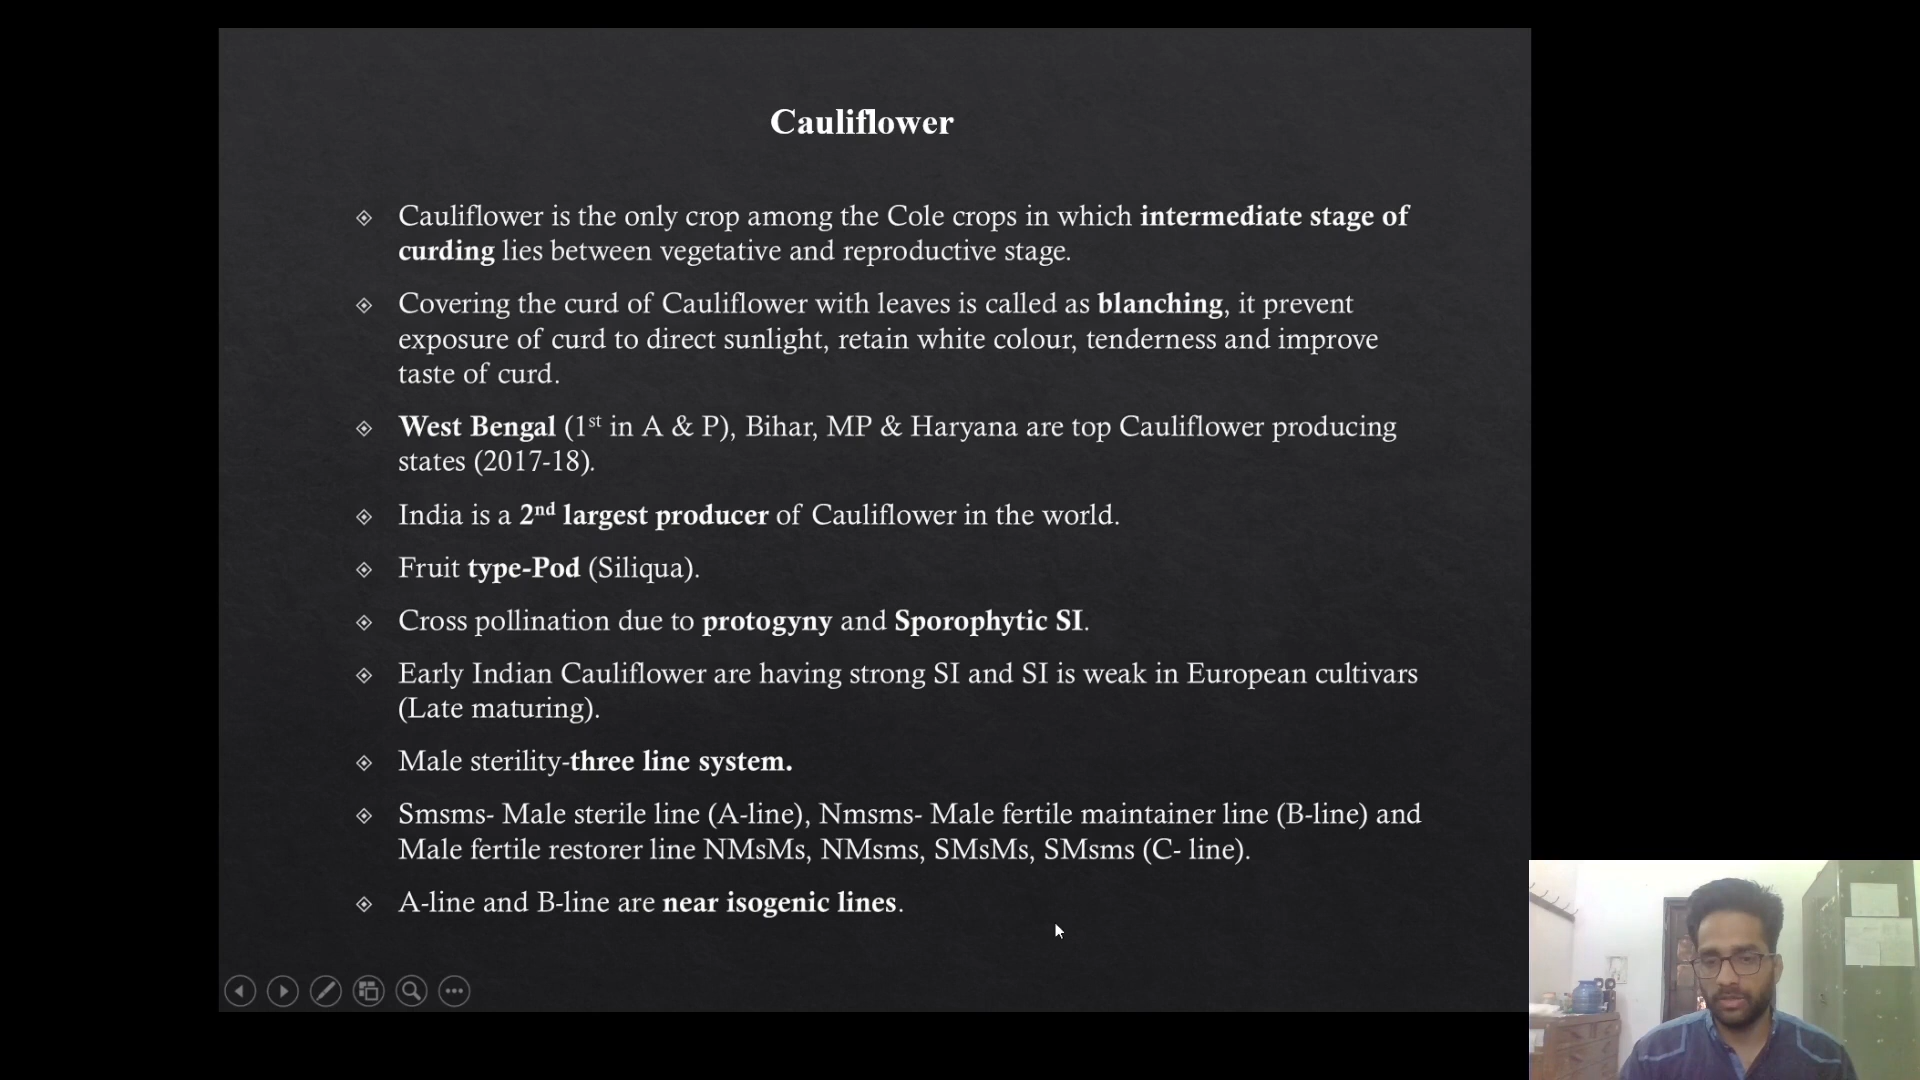 Cauliflower
Cauliflower is the only crop among the Cole crops in which intermediate stage of
curding lies between vegetative and reproductive stage.
Covering the curd of Cauliflower with leaves is called as blanching, it prevent
exposure of curd to direct sunlight, retain white colour, tenderness and improve
taste of curd.
West Bengal (1st in A & P), Bihar, MP & Haryana are top Cauliflower producing
states (2017-18).
India is a 2nd largest producer of Cauliflower in the world.
Fruit type-Pod (Siliqua).
Cross pollination due to protogyny and Sporophytic SI.
Early Indian Cauliflower are having strong SI and SI is weak in European cultivars
(Late maturing).
Male sterility-three line system.
Smsms- Male sterile line (A-line), Nmsms- Male fertile maintainer line (B-line) and
Male fertile restorer line NMsMs, NMsms, SMsMs, SMsms (C- line).
A-line and B-line are near isogenic lines.